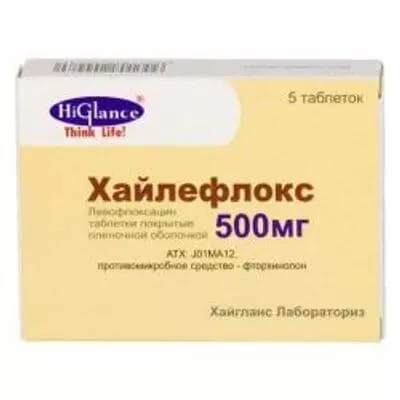 5 таблеток
HiGlance®
Think Life!
Хайлефлокс
Левофлоксацин
таблетки покрытые
пленочной оболочкой
500мг
АТХ: J01MA12,
противомикробное средство - фторхинолон
Хайгланс Лабораториз